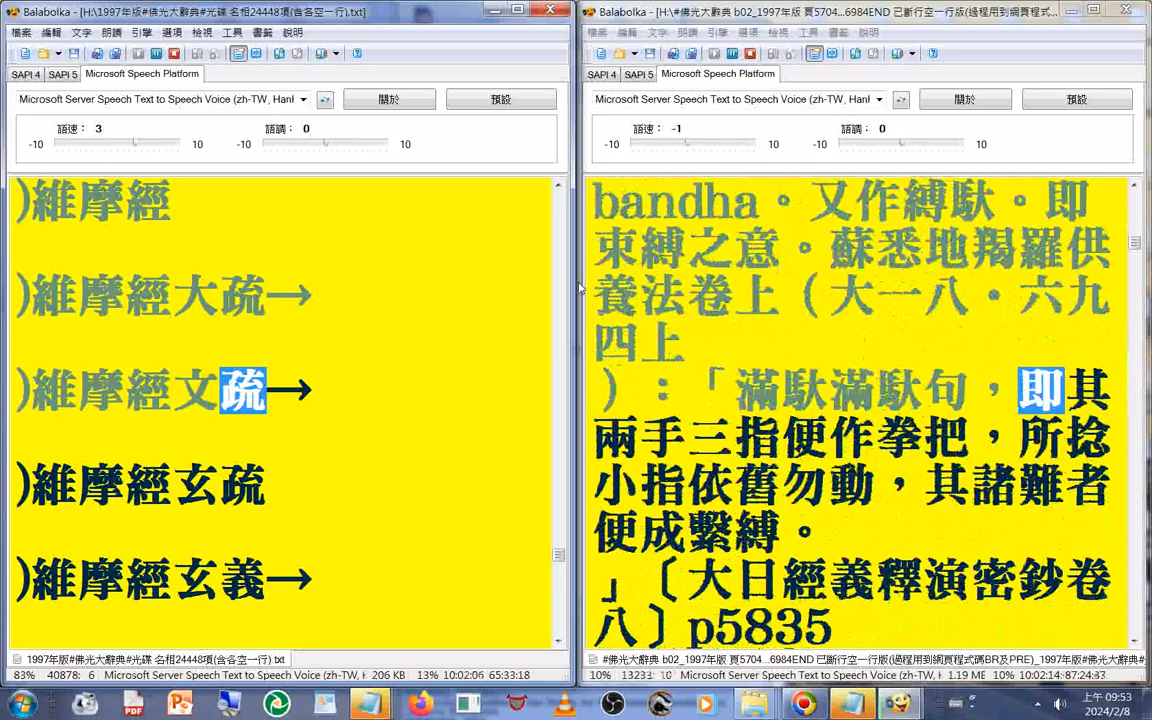 Balabolka - [H:\1997年版#佛光大辭典#光碟 名相24448項(含各空一行).txt]
檔案 編輯 文字 朗讀 引擎 選項 檢視 工具 書籤 說明
SAPI 4 SAPI 5 Microsoft Speech Platform
Microsoft Server Speech Text to Speech Voice (zh-TW, HanI
關於
預設
語速： 3
語調： 0
-10 10 -10 10
)維摩經
)維摩經大疏→
)維摩經文疏→
)維摩經玄疏
)維摩經玄義→
1997年版#佛光大辭典#光碟 名相24448項(含各空一行).txt
83% 40878: 6 Microsoft Server Speech Text to Speech Voice (zh-TW, H 206 KB 13% 10:02:06 65:33:18
Balabolka - [H:\#佛光大辭典 b02_1997年版 頁5704...6984END 已斷行空一行版(過程用到網頁程式...
檔案 編輯 文字 朗讀 引擎 選項 檢視 工具 書籤 說明
SAPI 4 SAPI 5 Microsoft Speech Platform
Microsoft Server Speech Text to Speech Voice (zh-TW, HanI
關於
預設
語速： -1
語調： 0
-10 10 -10 10
bandha。又作縛馱。即
束縛之意。蘇悉地羯羅供
養法卷上（大一八．六九
四上
）：「滿馱滿馱句，即其
兩手三指便作拳把，所捻
小指依舊勿動，其諸難者
便成繫縛。
」〔大日經義釋演密鈔卷
八〕p5835
#佛光大辭典 b02_1997年版 頁5704...6984END 已斷行空一行版(過程用到網頁程式碼BR及PRE)_1997年版#佛光大辭典#
10% 13233: 10 Microsoft Server Speech Text to Speech Voice (zh-TW, H 1.19 MB 10% 10:02:14 87:24:33
上午 09:53
2024/2/8